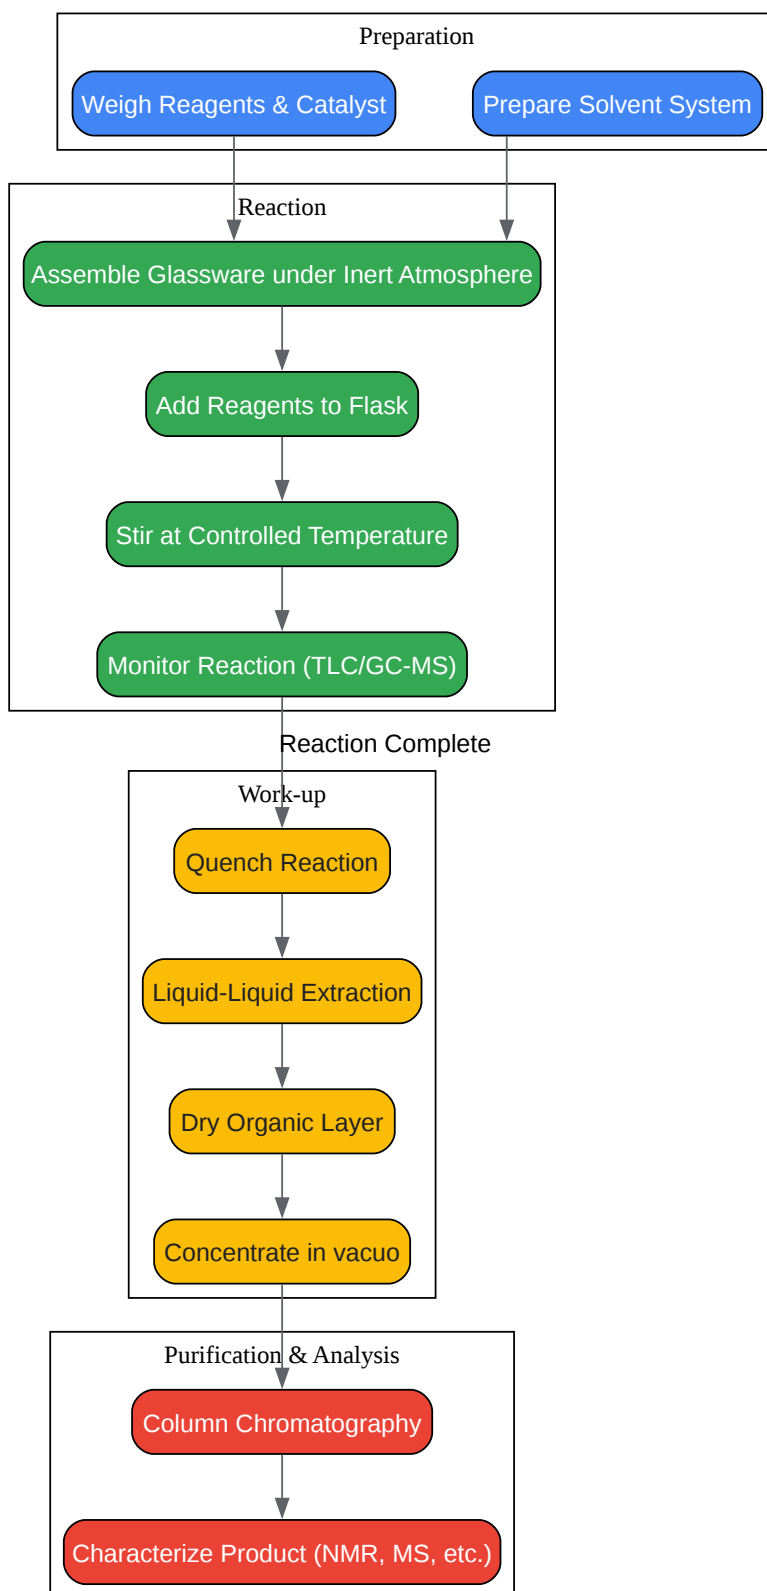 Preparation
Weigh Reagents & Catalyst
Prepare Solvent System
Reaction
Assemble Glassware under Inert Atmosphere
Add Reagents to Flask
Stir at Controlled Temperature
Monitor Reaction (TLC/GC-MS)
Reaction Complete
Work-up
Quench Reaction
Liquid-Liquid Extraction
Dry Organic Layer
Concentrate in vacuo
Purification & Analysis
Column Chromatography
Characterize Product (NMR, MS, etc.)